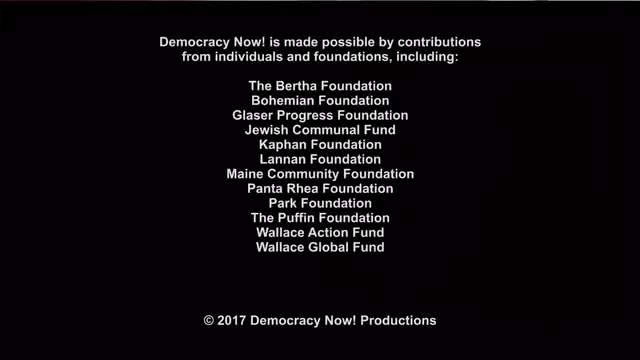 Democracy Now! is made possible by contributions
from individuals and foundations, including:
The Bertha Foundation
Bohemian Foundation
Glaser Progress Foundation
Jewish Communal Fund
Kaphan Foundation
Lannan Foundation
Maine Community Foundation
Panta Rhea Foundation
Park Foundation
The Puffin Foundation
Wallace Action Fund
Wallace Global Fund
© 2017 Democracy Now! Productions